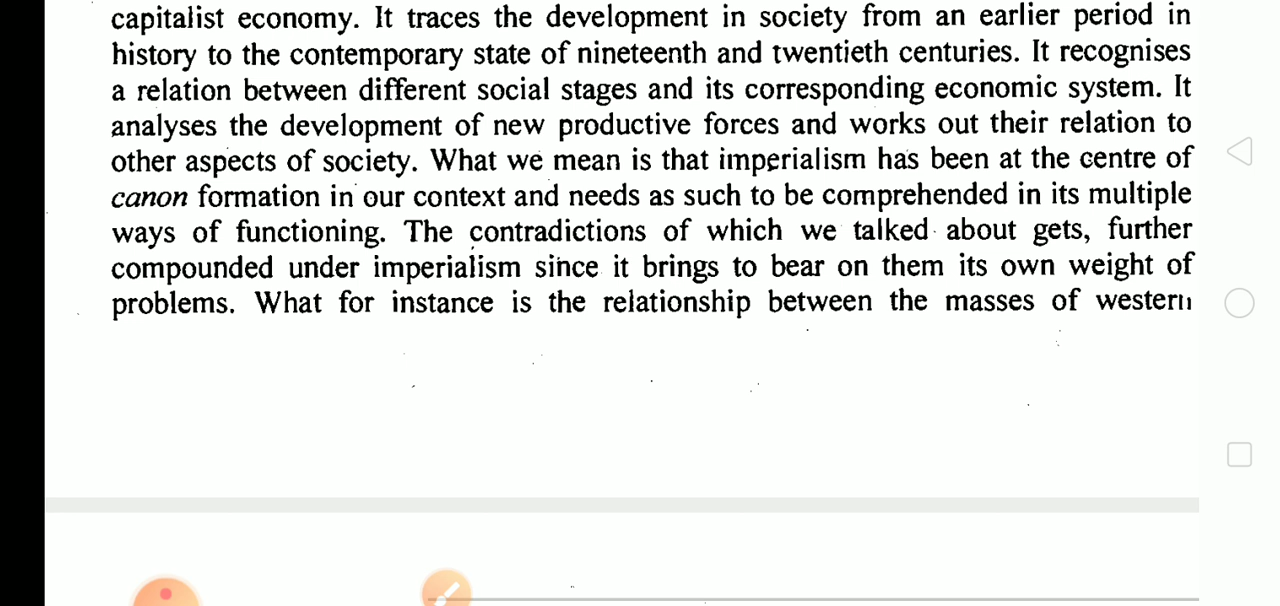 capitalist economy. It traces the development in society from an earlier period in
history to the contemporary state of nineteenth and twentieth centuries. It recognises
a relation between different social stages and its corresponding economic system. It
analyses the development of new productive forces and works out their relation to
other aspects of society. What we mean is that imperialism has been at the centre of
canon formation in our context and needs as such to be comprehended in its multiple
ways of functioning. The contradictions of which we talked about gets, further
compounded under imperialism since it brings to bear on them its own weight of
problems. What for instance is the relationship between the masses of western